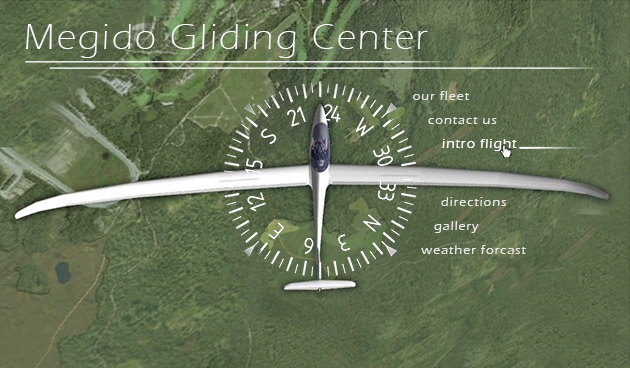 Megido Gliding Center
our fleet
contact us
intro flight
directions
gallery
weather forcast
21
24
S
W
15
30
12
33
E
N
6
3